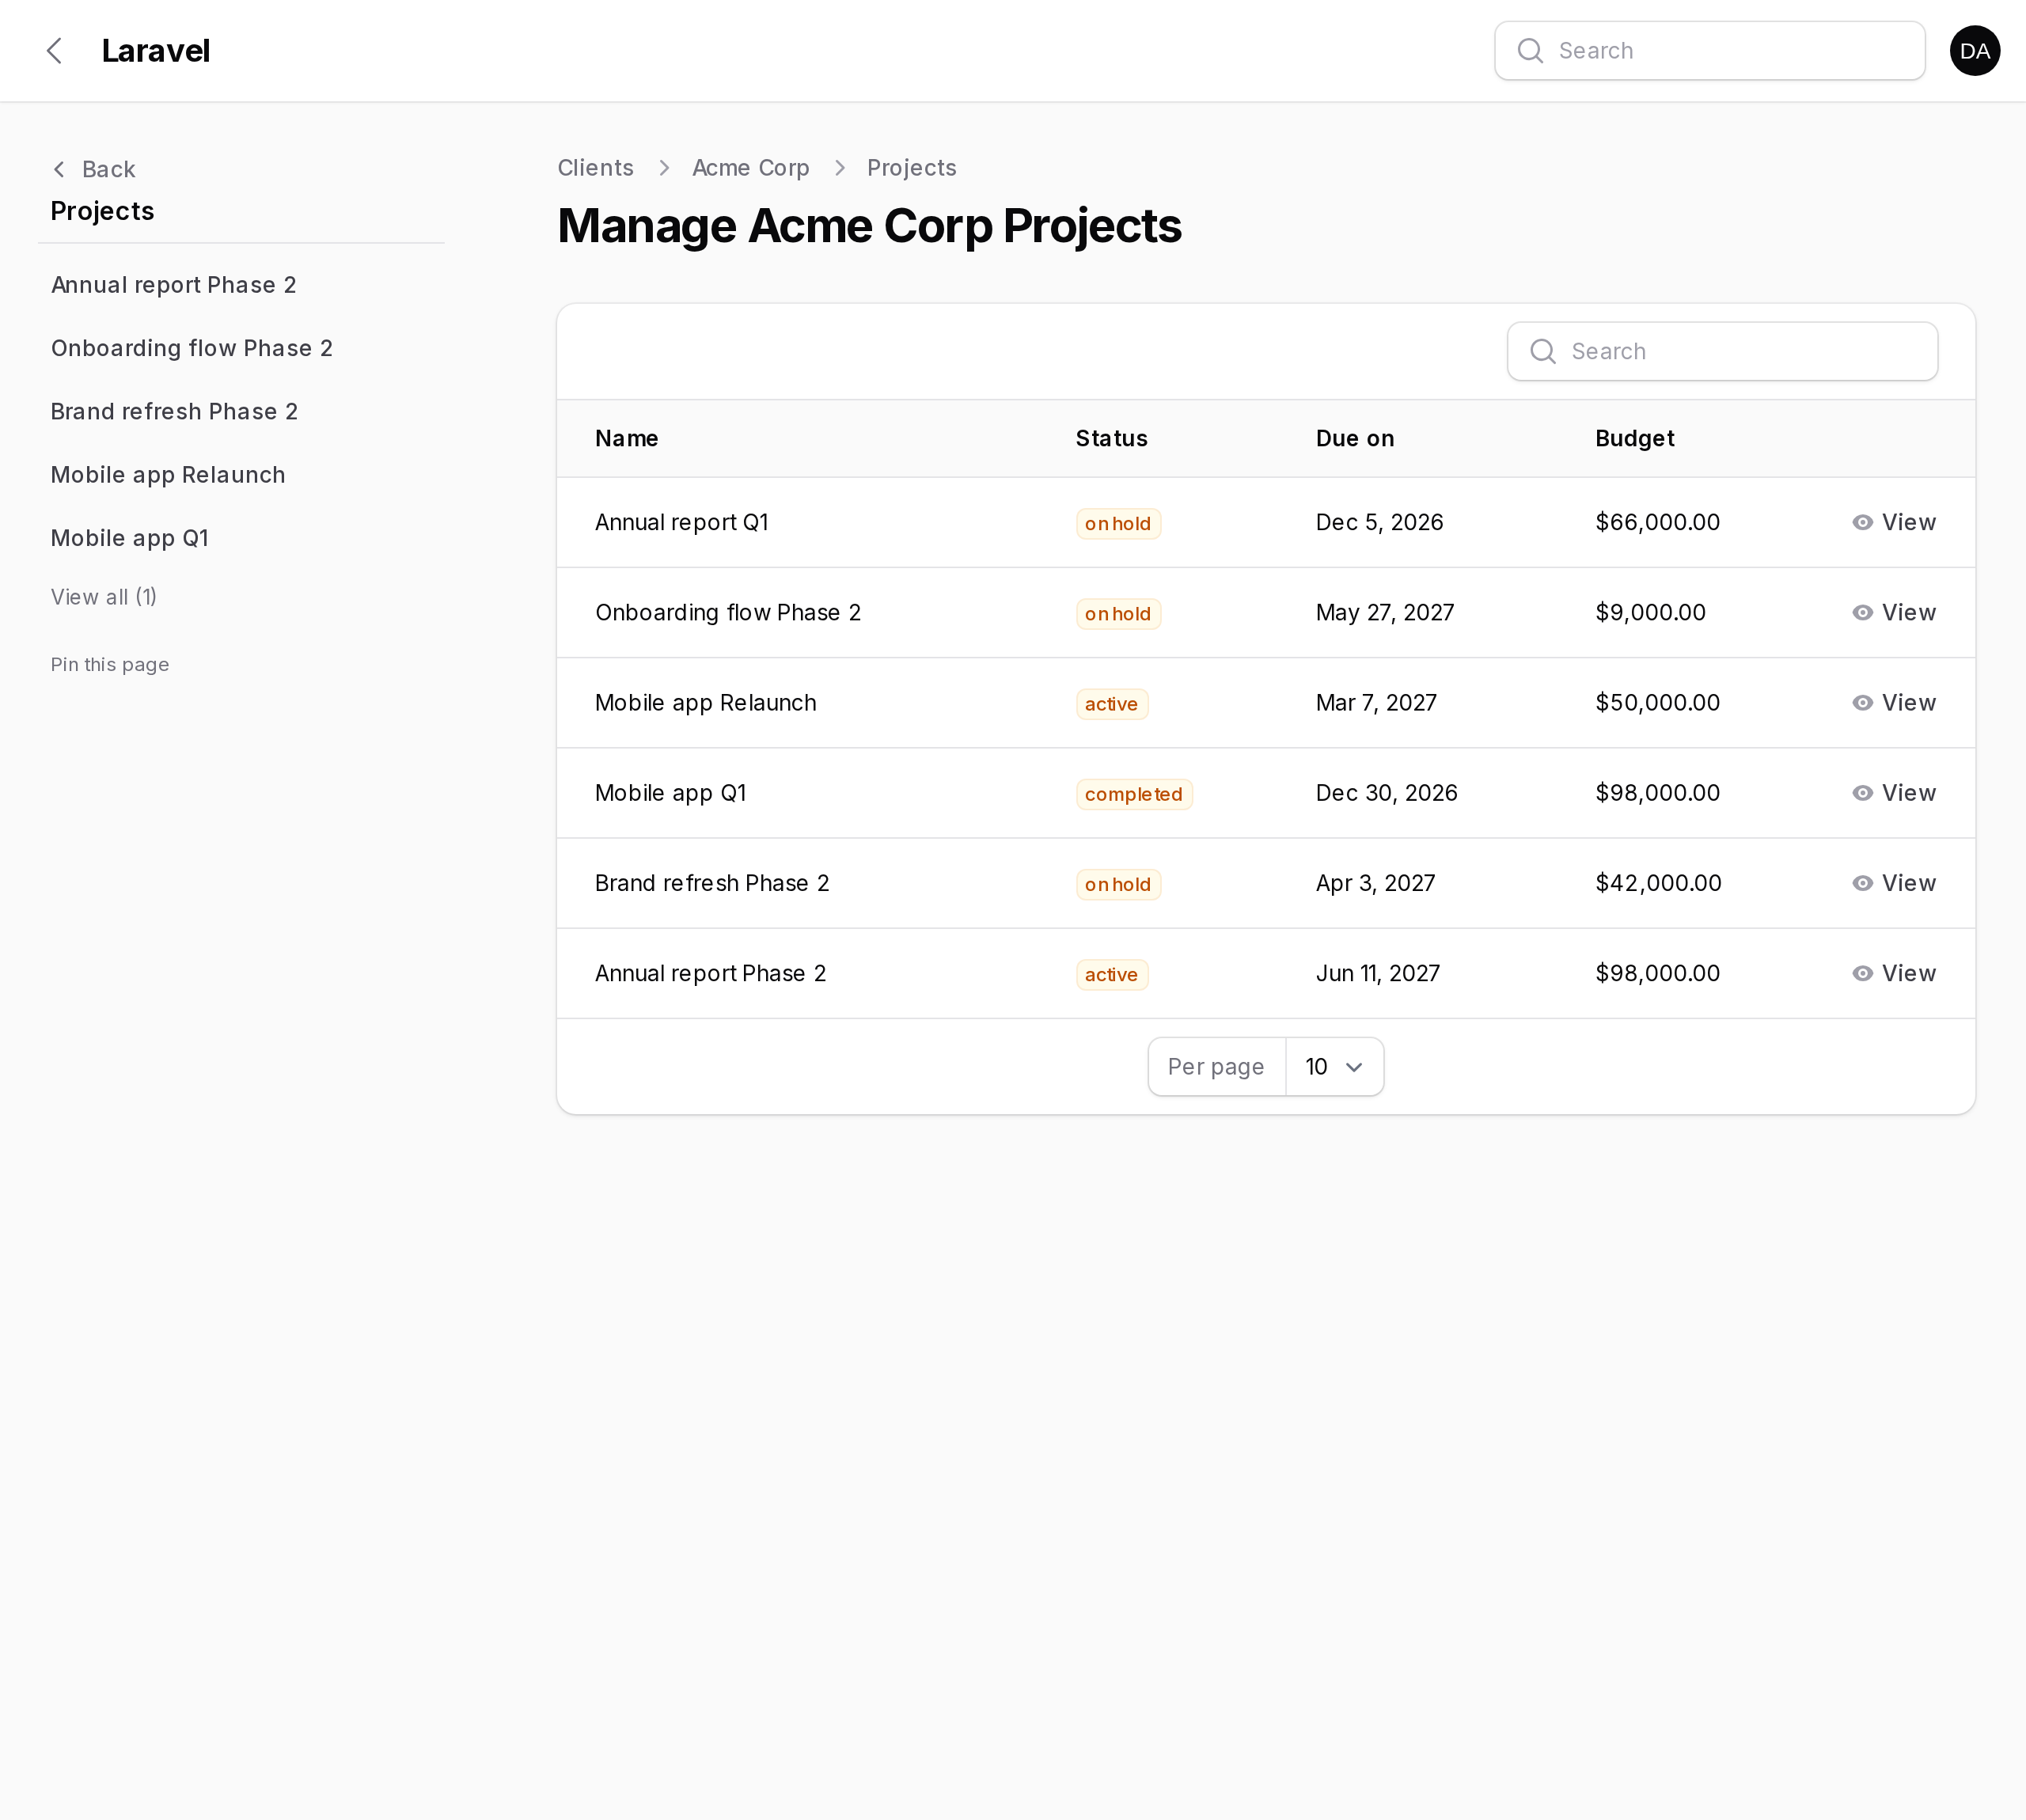 Laravel
Search
DA
Back
Projects
Annual report Phase 2
Onboarding flow Phase 2
Brand refresh Phase 2
Mobile app Relaunch
Mobile app Q1
View all (1)
Pin this page
Clients > Acme Corp > Projects
Manage Acme Corp Projects
Search
Name Status Due on Budget
Annual report Q1 on hold Dec 5, 2026 $66,000.00 View
Onboarding flow Phase 2 on hold May 27, 2027 $9,000.00 View
Mobile app Relaunch active Mar 7, 2027 $50,000.00 View
Mobile app Q1 completed Dec 30, 2026 $98,000.00 View
Brand refresh Phase 2 on hold Apr 3, 2027 $42,000.00 View
Annual report Phase 2 active Jun 11, 2027 $98,000.00 View
Per page 10